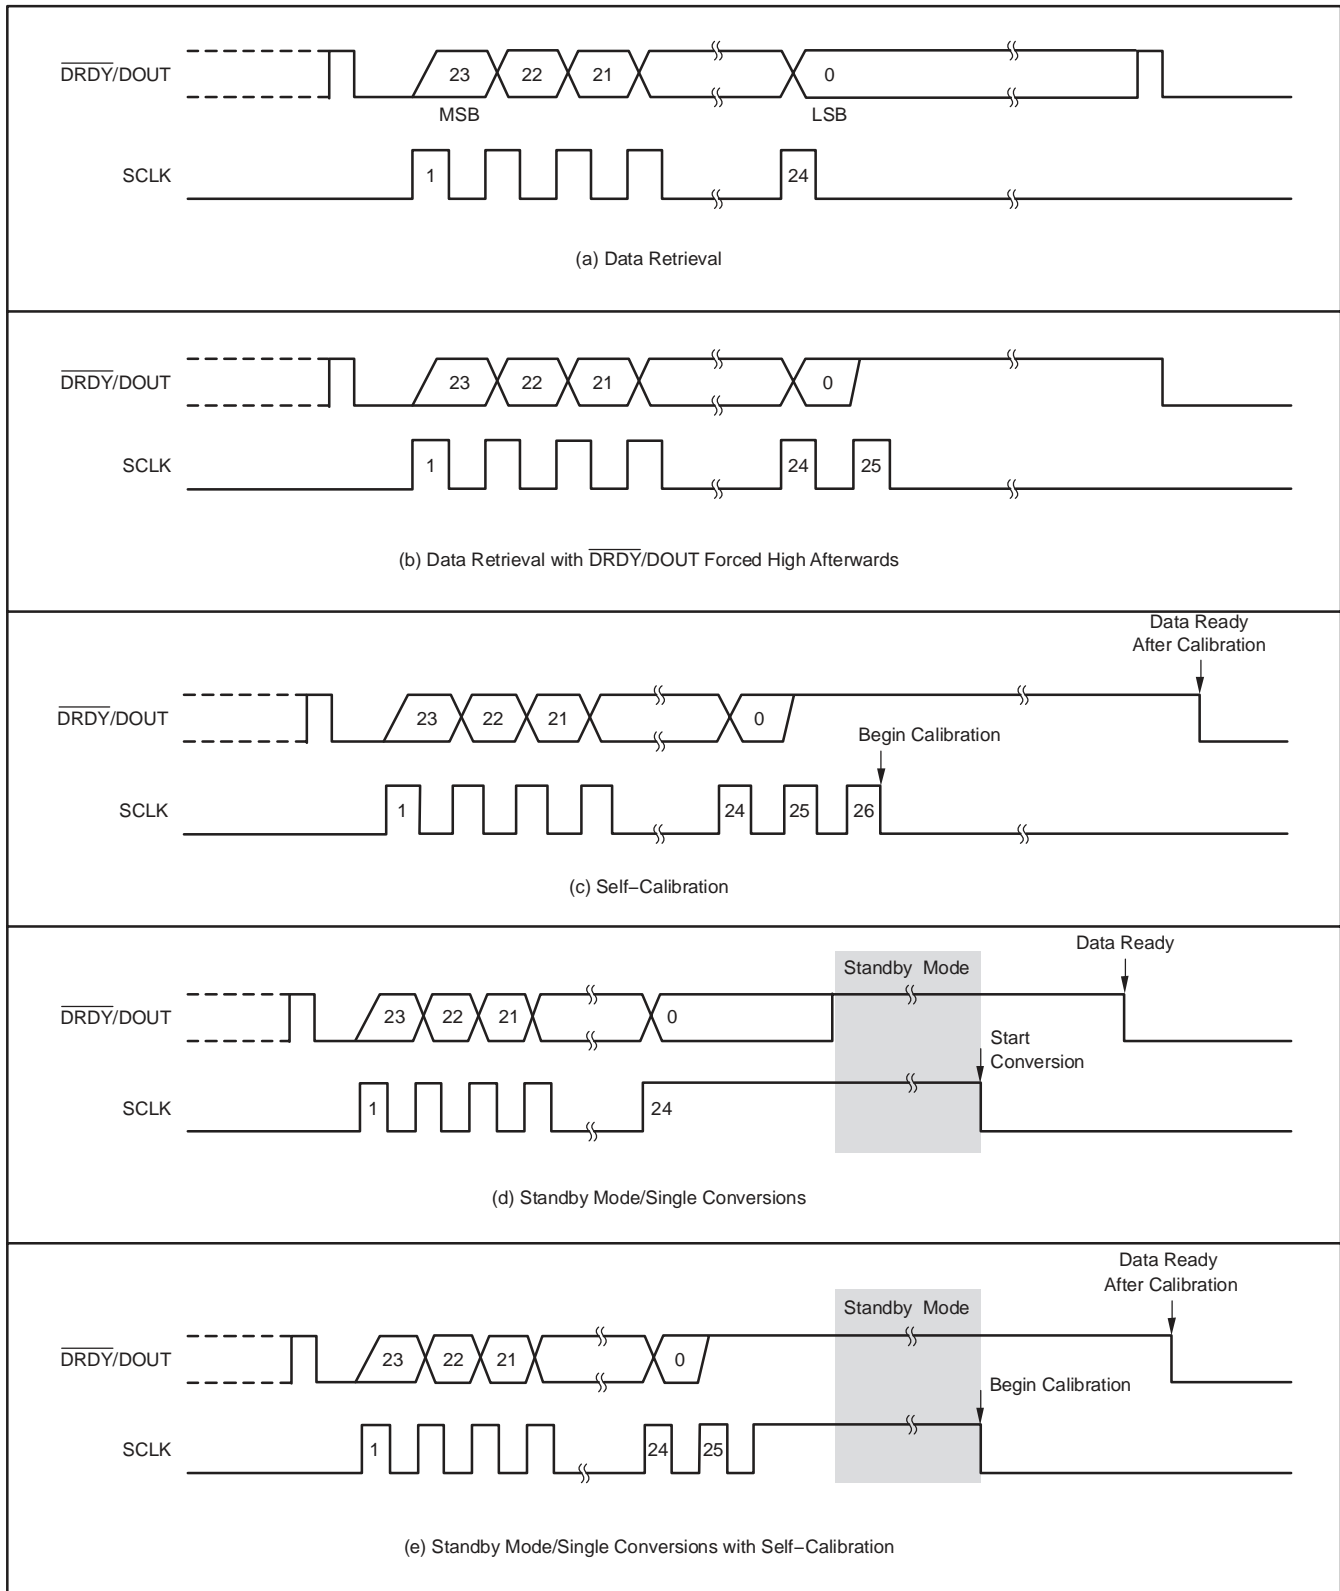 DRDY/DOUT
23
22
21
0
MSB
LSB
SCLK
1
24
(a) Data Retrieval
DRDY/DOUT
23
22
21
0
SCLK
1
24
25
(b) Data Retrieval with DRDY/DOUT Forced High Afterwards
Data Ready
After Calibration
DRDY/DOUT
23
22
21
0
Begin Calibration
SCLK
1
24
25
26
(c) Self−Calibration
Data Ready
Standby Mode
DRDY/DOUT
23
22
21
0
Start
Conversion
SCLK
1
24
(d) Standby Mode/Single Conversions
Data Ready
After Calibration
Standby Mode
DRDY/DOUT
23
22
21
0
Begin Calibration
SCLK
1
24
25
(e) Standby Mode/Single Conversions with Self−Calibration